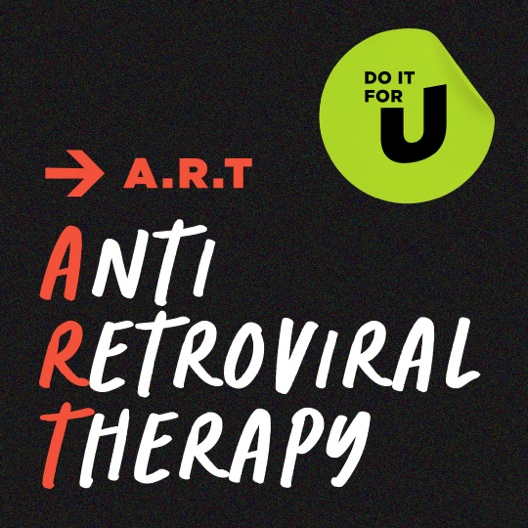 DO IT
FOR U
→ A.R.T
ANTI
RETROVIRAL
THERAPY